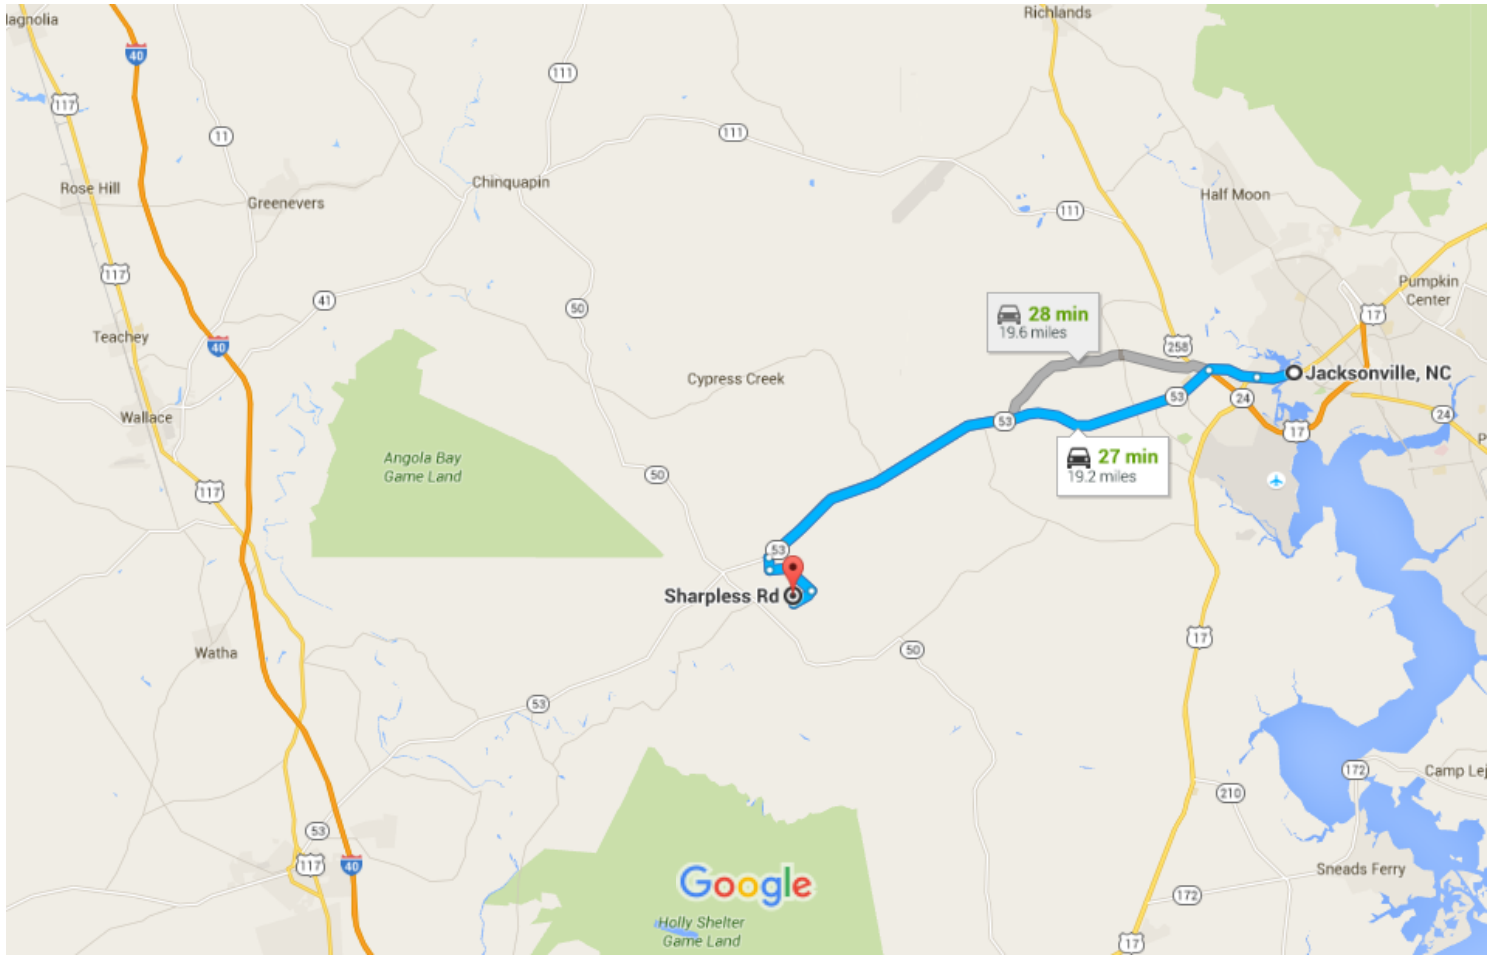 agnolia
Richlands
40
111
117
11
111
Rose Hill
Chinquapin
Half Moon
Greenevers
111
117
41
50
Pumpkin
Center
17
28 min
19.6 miles
Teachey
40
258
Cypress Creek
Jacksonville, NC
53
24
24
Wallace
53
17
Angola Bay
Game Land
27 min
19.2 miles
50
117
53
Sharpless Rd
17
Watha
50
53
172
Camp Lej
210
53
117
40
Google
Sneads Ferry
172
Holly Shelter
Game Land
17